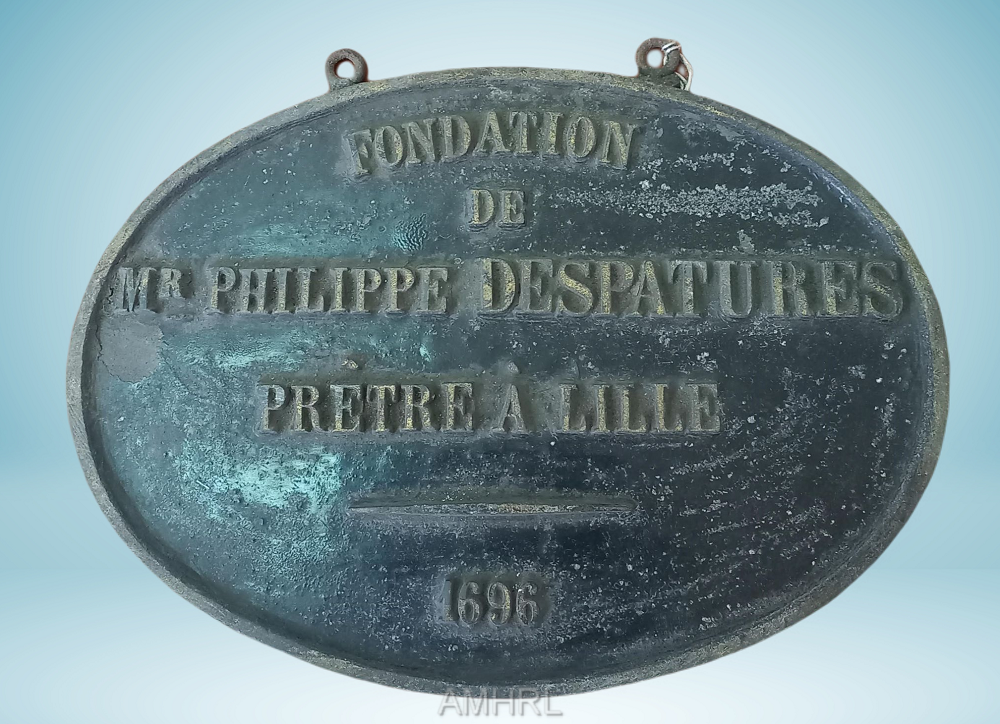 FONDATION
DE
MR PHILIPPE DESPATURES
PRÊTRE À LILLE
1696
AMHRL